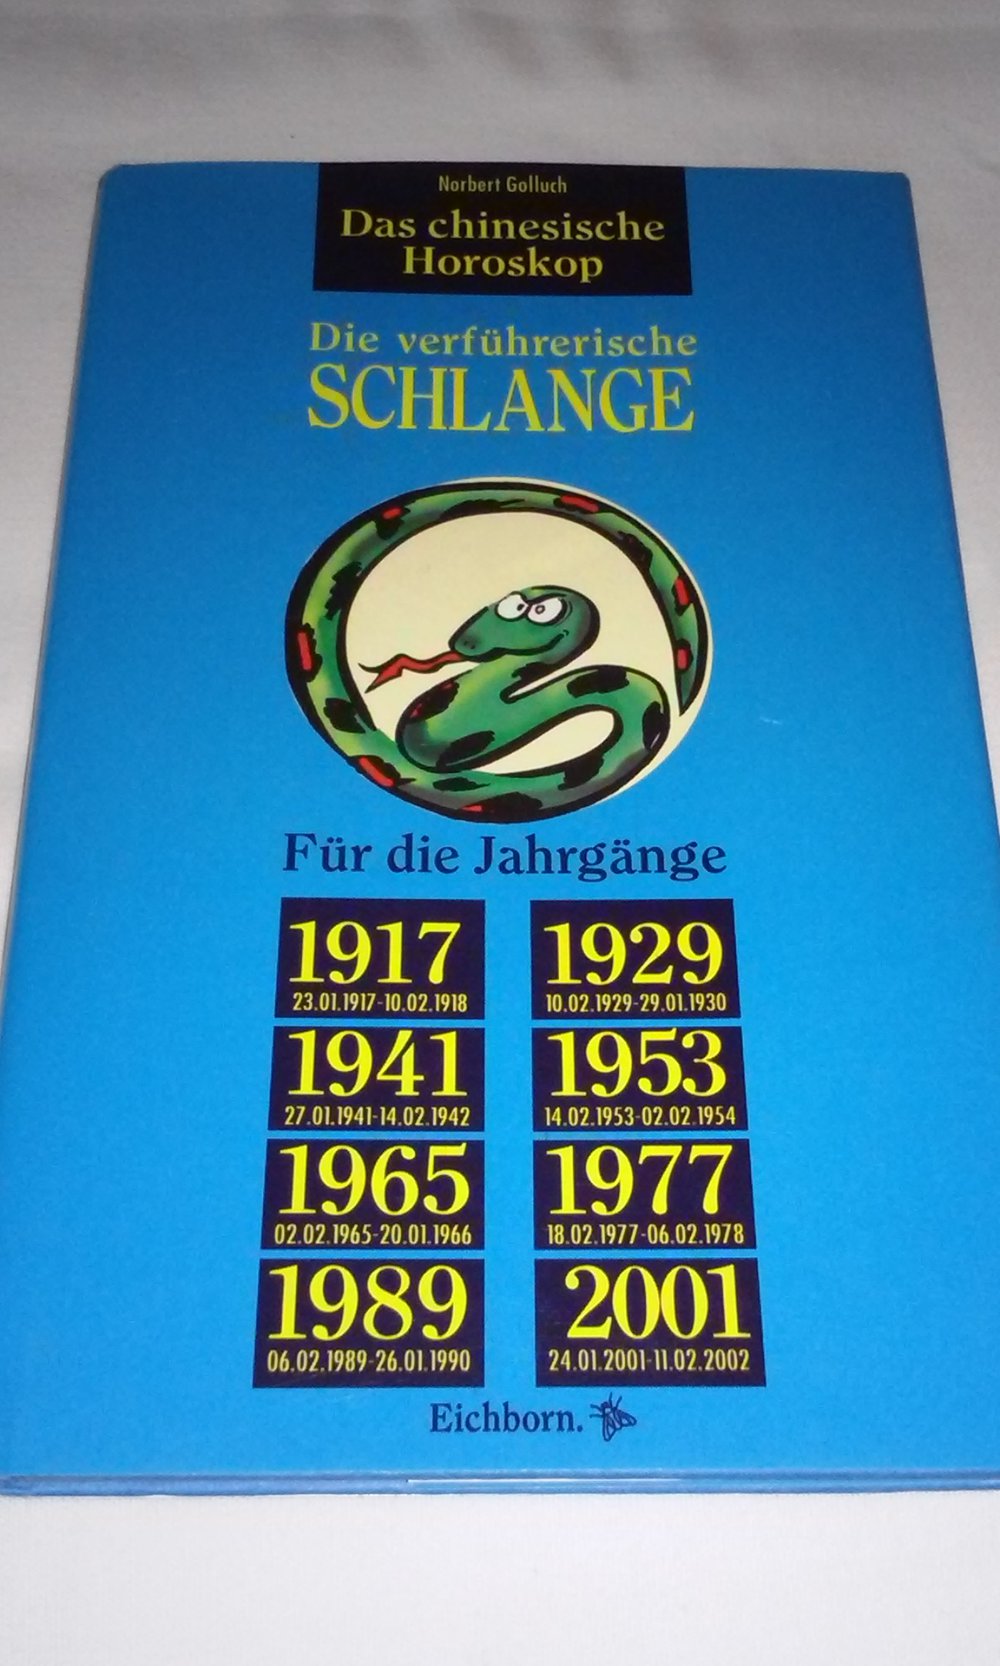 Norbert Golluch
Das chinesische
Horoskop
Die verführerische
SCHLANGE
Für die Jahrgänge
1917
23.01.1917-10.02.1918
1929
10.02.1929-29.01.1930
1941
27.01.1941-14.02.1942
1953
14.02.1953-02.02.1954
1965
02.02.1965-20.01.1966
1977
18.02.1977-06.02.1978
1989
06.02.1989-26.01.1990
2001
24.01.2001-11.02.2002
Eichborn.